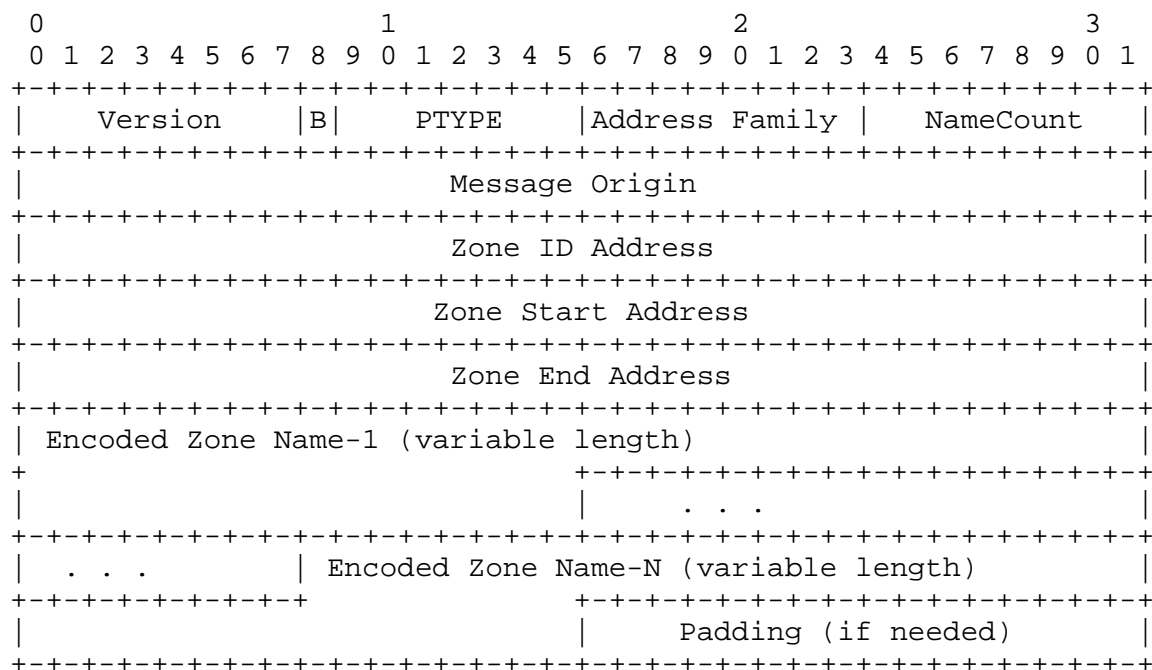 0                   1                   2                   3
 0 1 2 3 4 5 6 7 8 9 0 1 2 3 4 5 6 7 8 9 0 1 2 3 4 5 6 7 8 9 0 1
+-+-+-+-+-+-+-+-+-+-+-+-+-+-+-+-+-+-+-+-+-+-+-+-+-+-+-+-+-+-+-+-+
|    Version    |B|    PTYPE    |Address Family |   NameCount   |
+-+-+-+-+-+-+-+-+-+-+-+-+-+-+-+-+-+-+-+-+-+-+-+-+-+-+-+-+-+-+-+-+
|                        Message Origin                         |
+-+-+-+-+-+-+-+-+-+-+-+-+-+-+-+-+-+-+-+-+-+-+-+-+-+-+-+-+-+-+-+-+
|                        Zone ID Address                        |
+-+-+-+-+-+-+-+-+-+-+-+-+-+-+-+-+-+-+-+-+-+-+-+-+-+-+-+-+-+-+-+-+
|                       Zone Start Address                      |
+-+-+-+-+-+-+-+-+-+-+-+-+-+-+-+-+-+-+-+-+-+-+-+-+-+-+-+-+-+-+-+-+
|                        Zone End Address                       |
+-+-+-+-+-+-+-+-+-+-+-+-+-+-+-+-+-+-+-+-+-+-+-+-+-+-+-+-+-+-+-+-+
| Encoded Zone Name-1 (variable length)                         |
+                               +-+-+-+-+-+-+-+-+-+-+-+-+-+-+-+-+
|                               |     . . .                     |
+-+-+-+-+-+-+-+-+-+-+-+-+-+-+-+-+-+-+-+-+-+-+-+-+-+-+-+-+-+-+-+-+
|  . . .        | Encoded Zone Name-N (variable length)         |
+-+-+-+-+-+-+-+-+               +-+-+-+-+-+-+-+-+-+-+-+-+-+-+-+-+
|                               |     Padding (if needed)       |
+-+-+-+-+-+-+-+-+-+-+-+-+-+-+-+-+-+-+-+-+-+-+-+-+-+-+-+-+-+-+-+-+